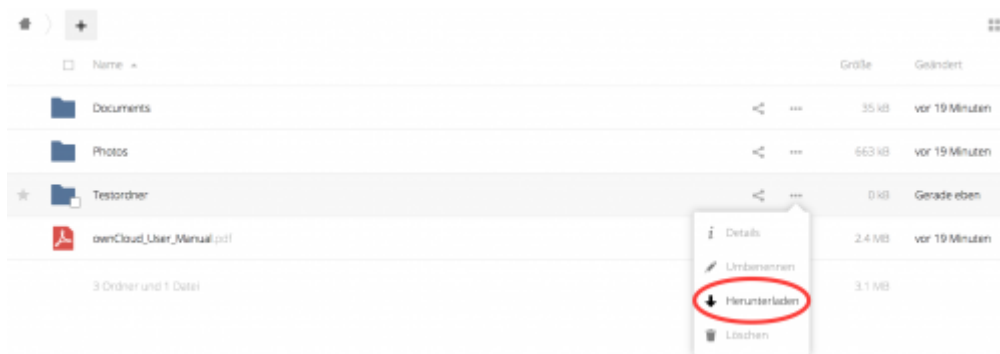 Name
Größe
Geändert
Documents
35 kB
vor 19 Minuten
Photos
663 kB
vor 19 Minuten
Testordner
0 kB
Gerade eben
ownCloud_User_Manual.pdf
2.4 MB
vor 19 Minuten
3 Ordner und 1 Datei
3.1 MB
Details
Umbenennen
Herunterladen
Löschen